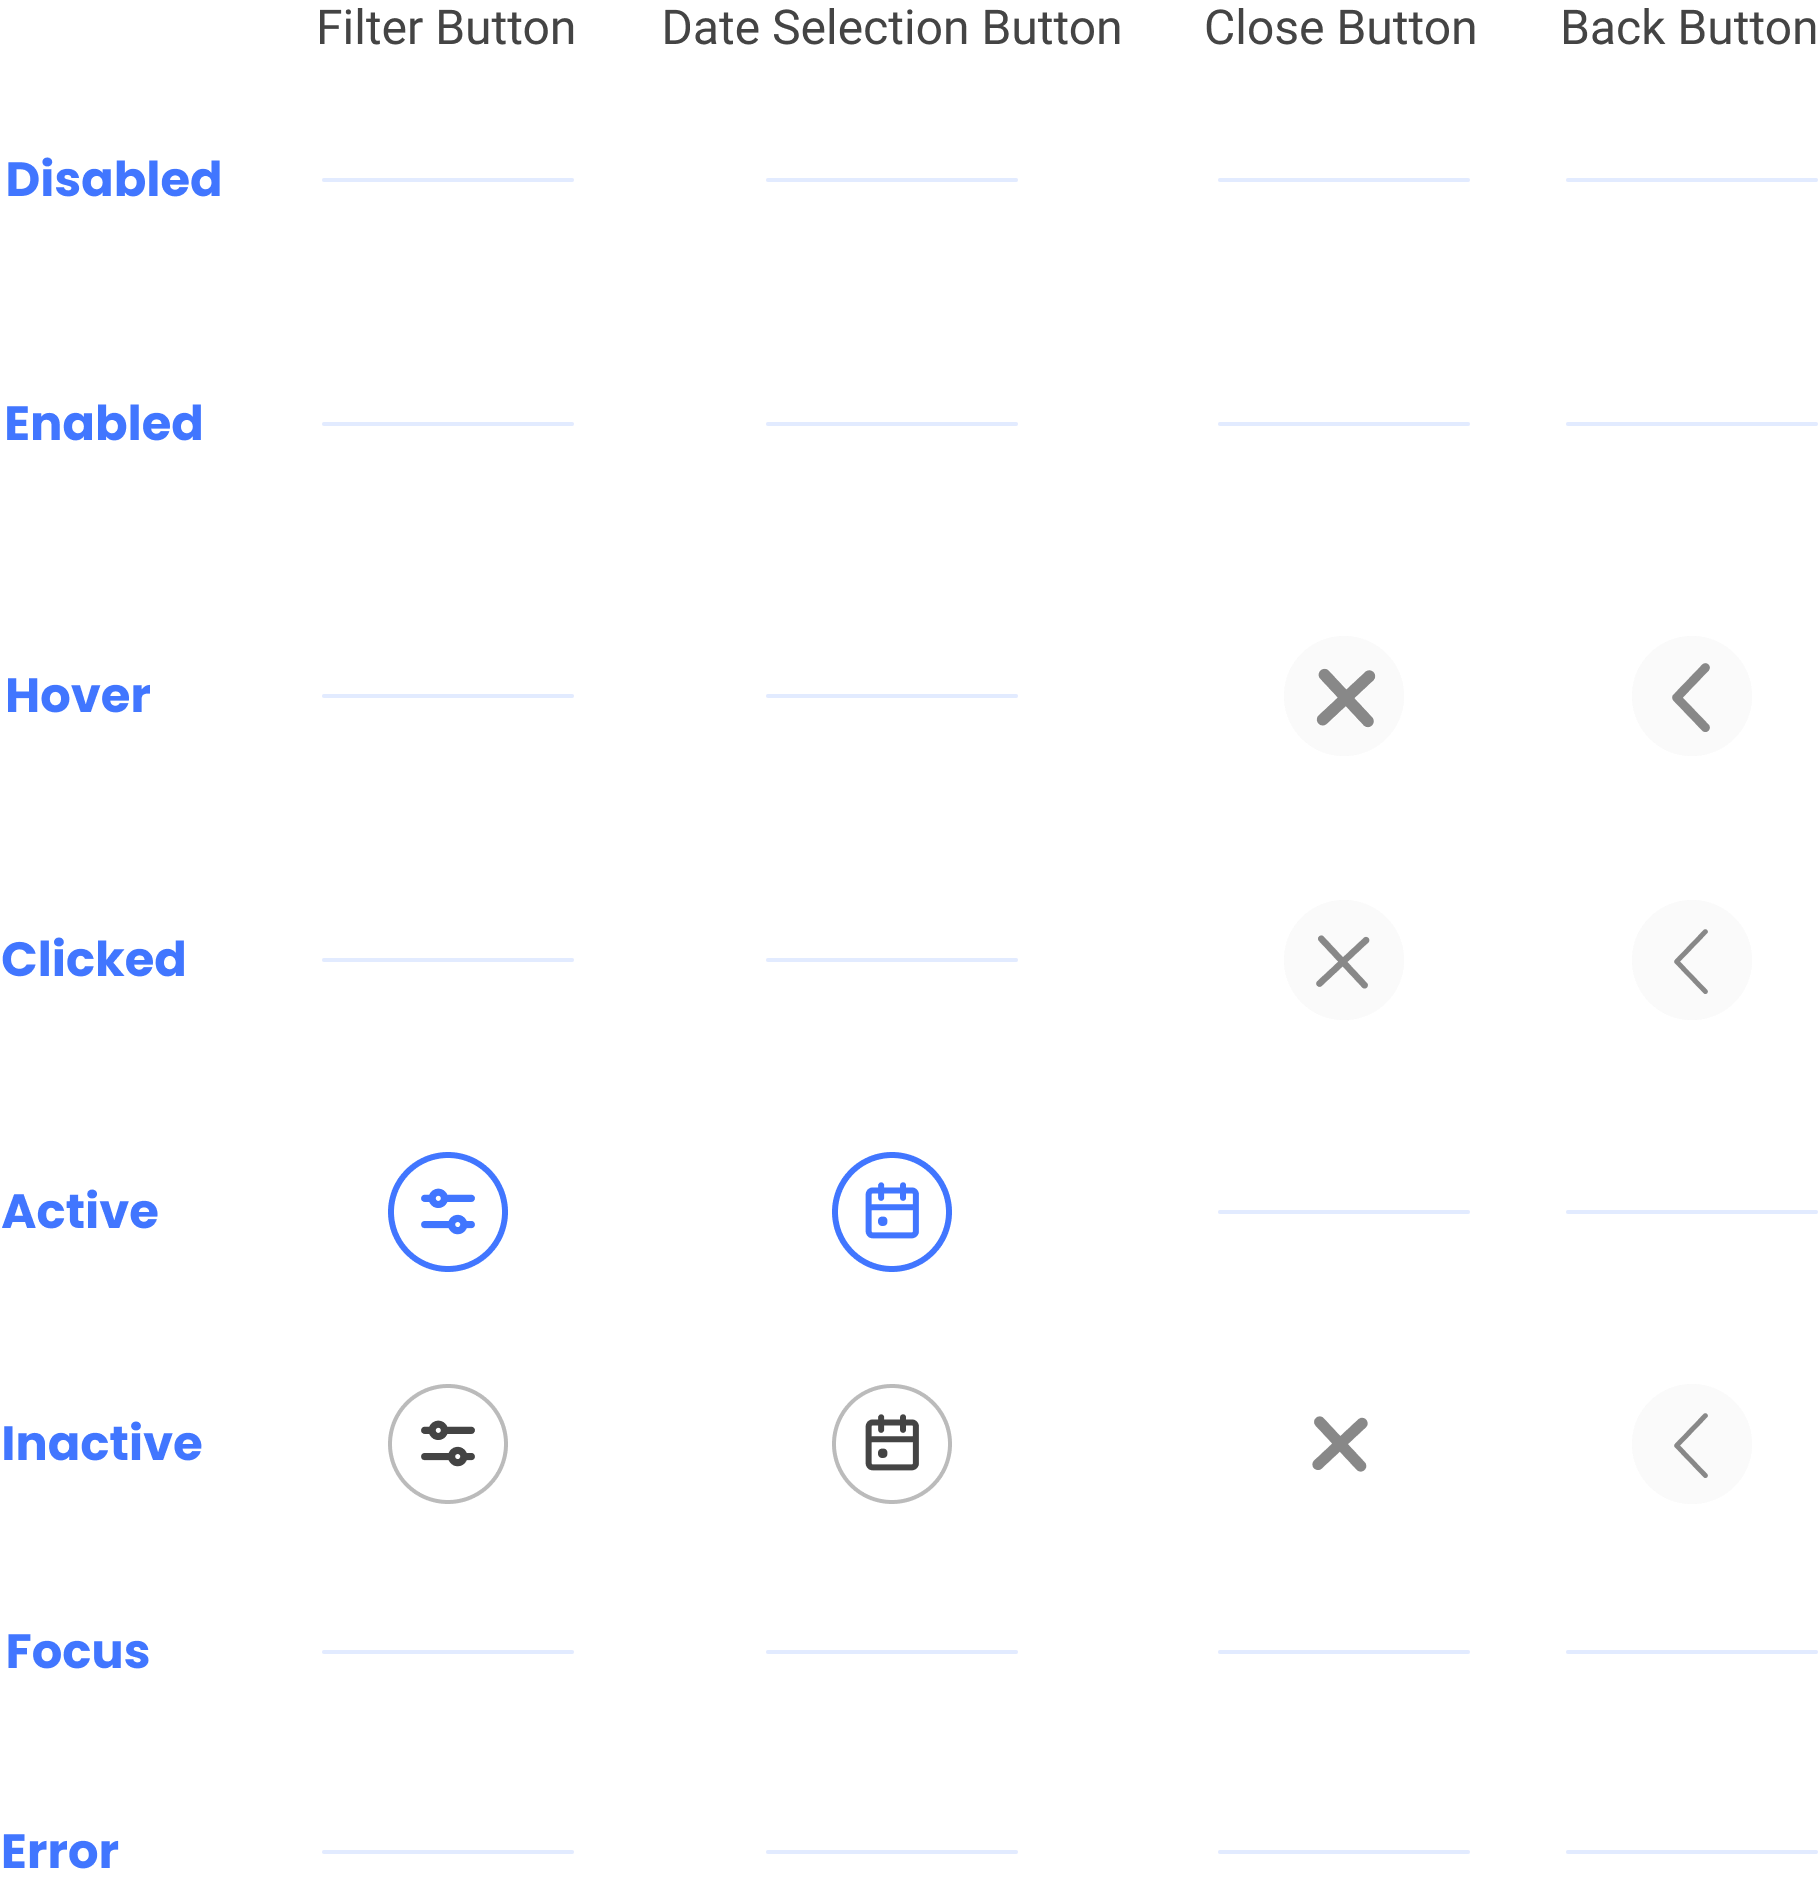 Filter Button
Date Selection Button
Close Button
Back Button
Disabled
Enabled
Hover
Clicked
Active
Inactive
Focus
Error